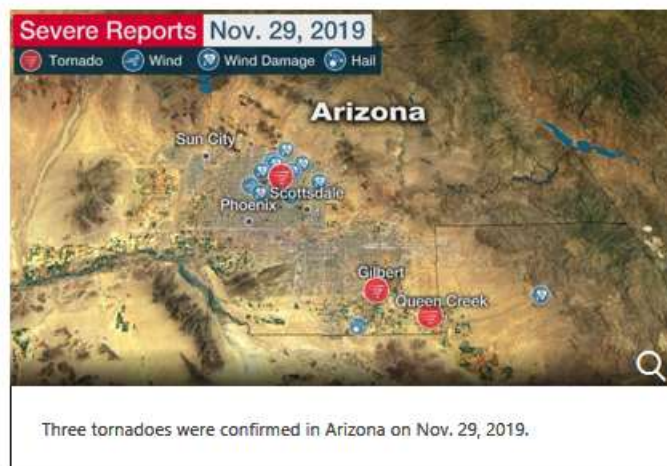 Severe Reports Nov. 29, 2019
Tornado Wind Wind Damage Hail
Arizona
Sun City
Scottsdale
Phoenix
Gilbert
Queen Creek
Three tornadoes were confirmed in Arizona on Nov. 29, 2019.